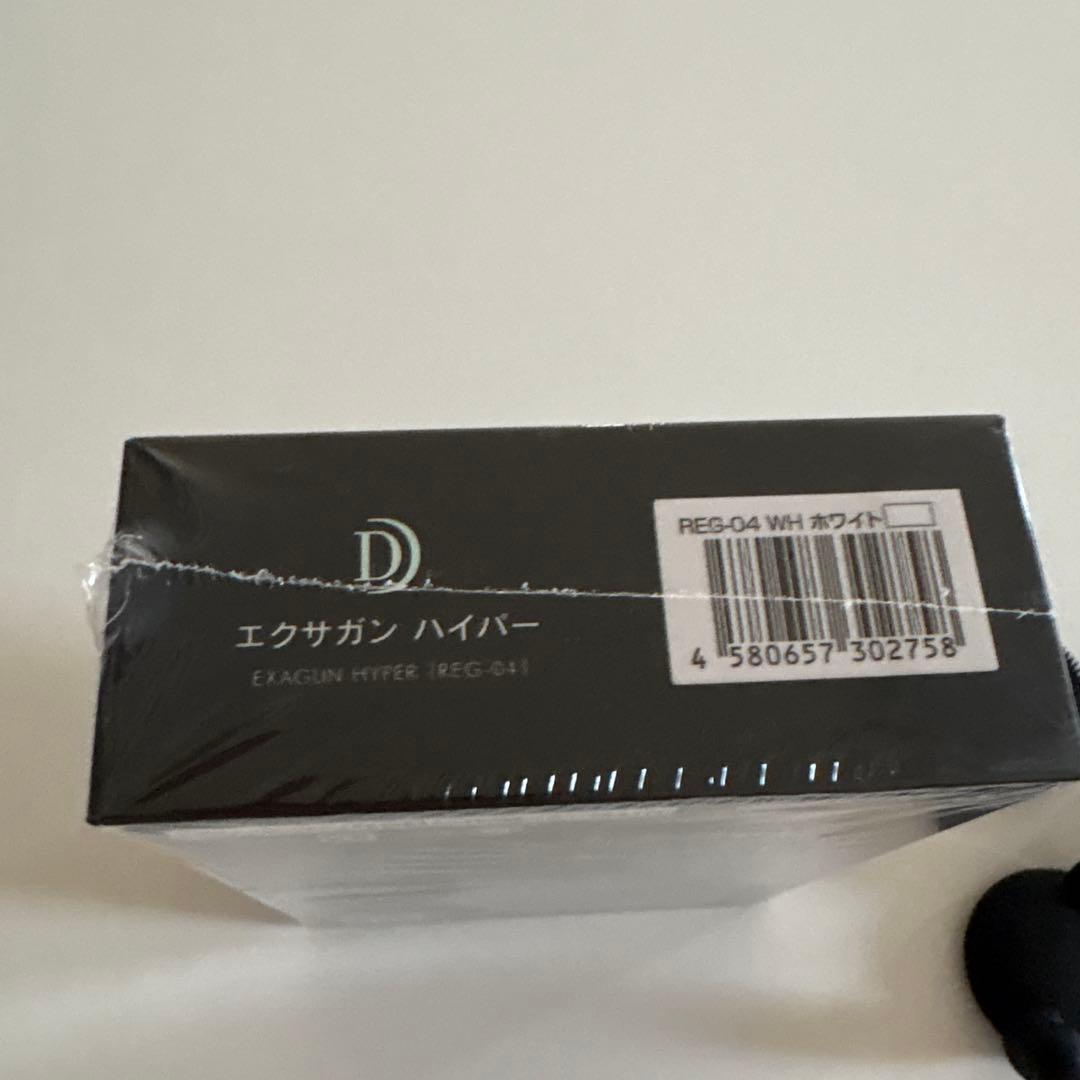 D
エクサガン ハイパー
EXAGUN HYPER [REG-04]
REG-04 WH ホワイト
4 580657 302758